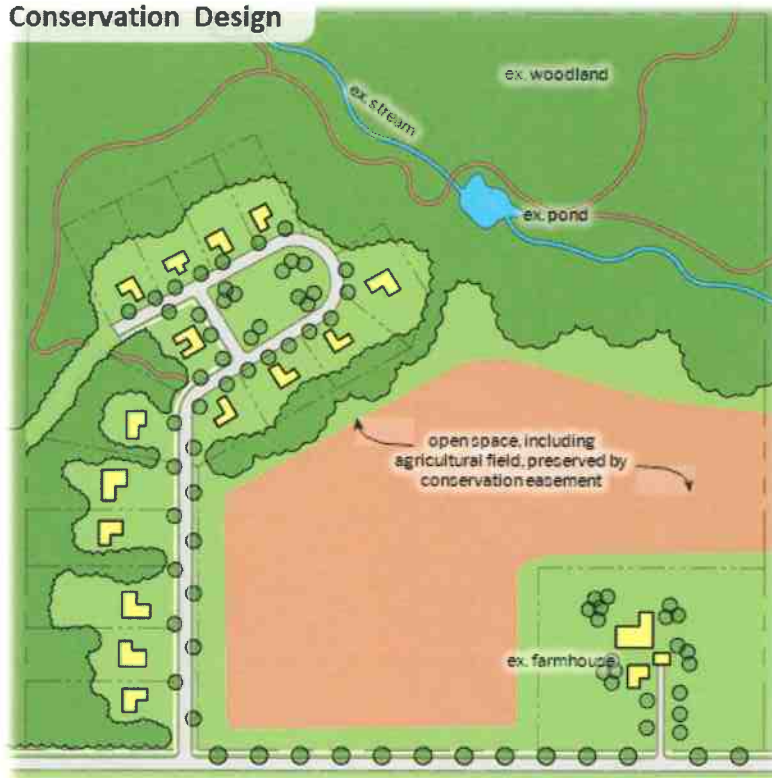 Conservation Design
ex. woodland
ex. stream
ex. pond
open space, including
agricultural field, preserved by
conservation easement
ex. farmhouse